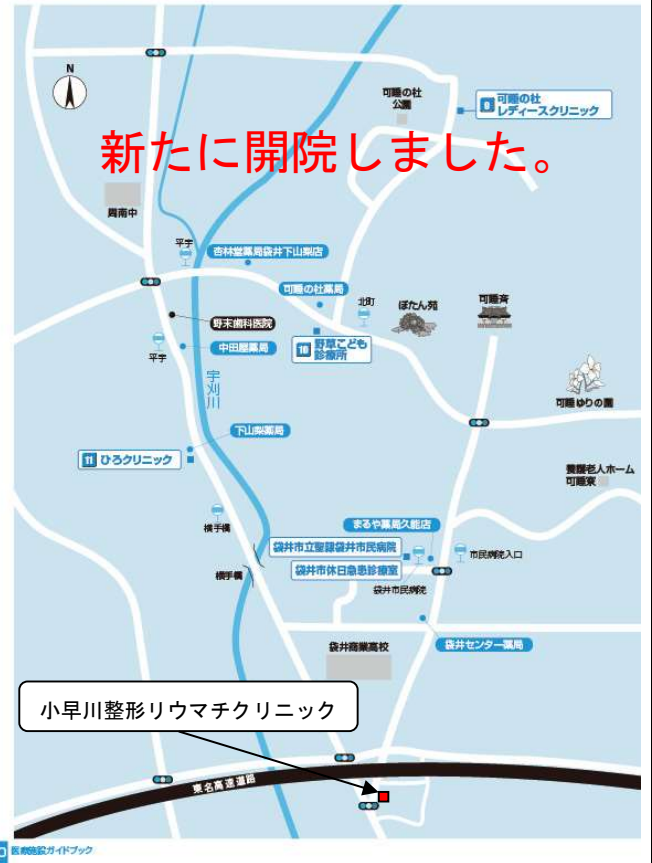 N
可睡の杜
公園
9 可睡の杜
レディースクリニック
新たに開院しました。
周南中
平宇
杏林堂薬局袋井下山梨店
可睡の杜薬局
北町
ぼたん苑
可睡斉
野末歯科医院
中田屋薬局
10 野草こども
診療所
平宇
宇刈川
可睡ゆりの園
下山梨薬局
11 ひろクリニック
養護老人ホーム
可睡寮
横手橋
まるや薬局久能店
袋井市立聖隷袋井市民病院
市民病院入口
横手橋
袋井市休日急患診療室
袋井市民病院
袋井商業高校
袋井センター薬局
小早川整形リウマチクリニック
東名高速道路
医療施設ガイドブック